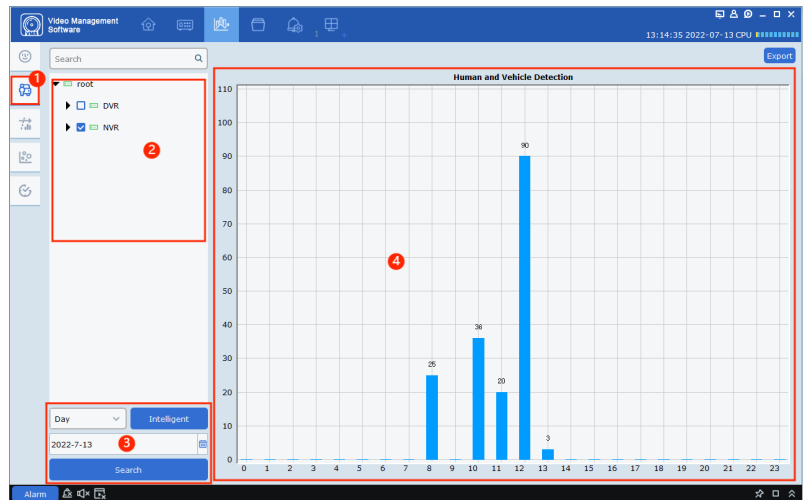 Video Management
Software
1
13:14:35 2022-07-13 CPU
Search
Export
1
root
DVR
NVR
2
Human and Vehicle Detection
110
100
90
80
70
60
50
40
30
20
10
0
25
36
20
90
3
4
0 1 2 3 4 5 6 7 8 9 10 11 12 13 14 15 16 17 18 19 20 21 22 23
Day
Intelligent
2022-7-13
3
Search
Alarm